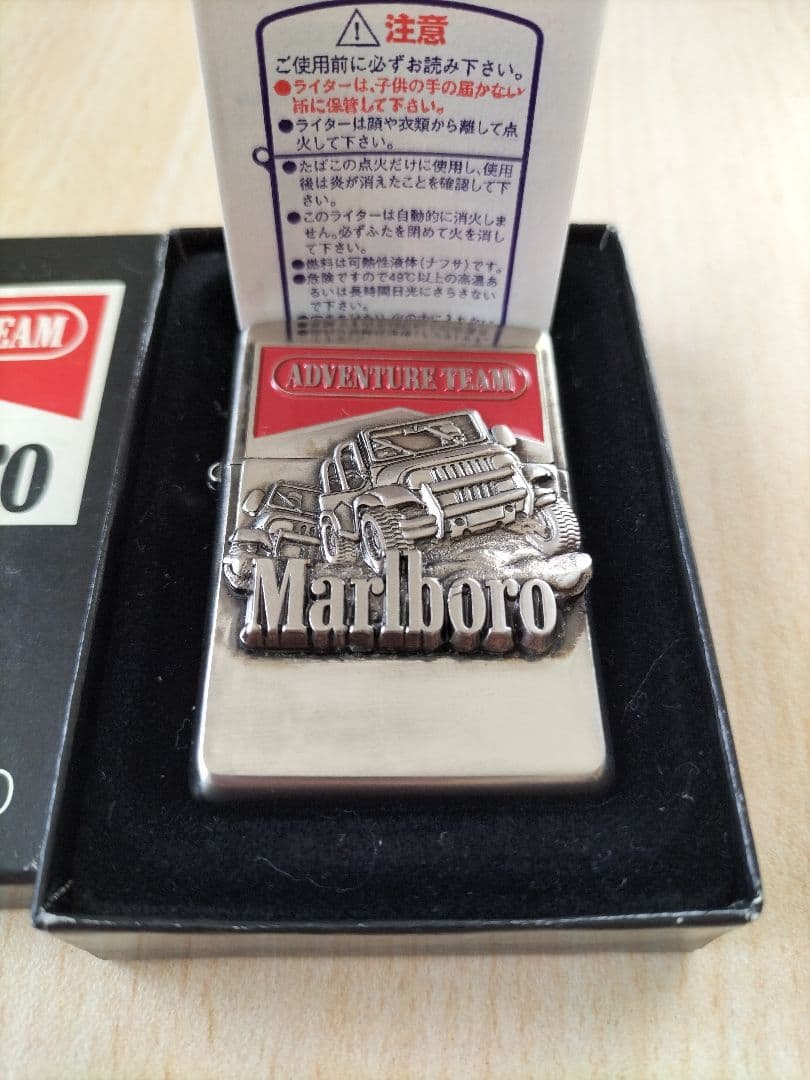 注意
ご使用前に必ずお読み下さい。
●ライターは、子供の手の届かない
所に保管して下さい。
●ライターは顔や衣類から離して点
火して下さい。
●たばこの点火だけに使用し、使用
後は炎が消えたことを確認して下
さい。
●このライターは自動的に消火しま
せん。必ずふたを閉めて火を消し
て下さい。
●燃料は可熱性液体(ナフサ)です。
●危険ですので49℃以上の高温あ
るいは長時間日光にさらさない
で下さい。
EAM
ADVENTURE TEAM
ro
Marlboro